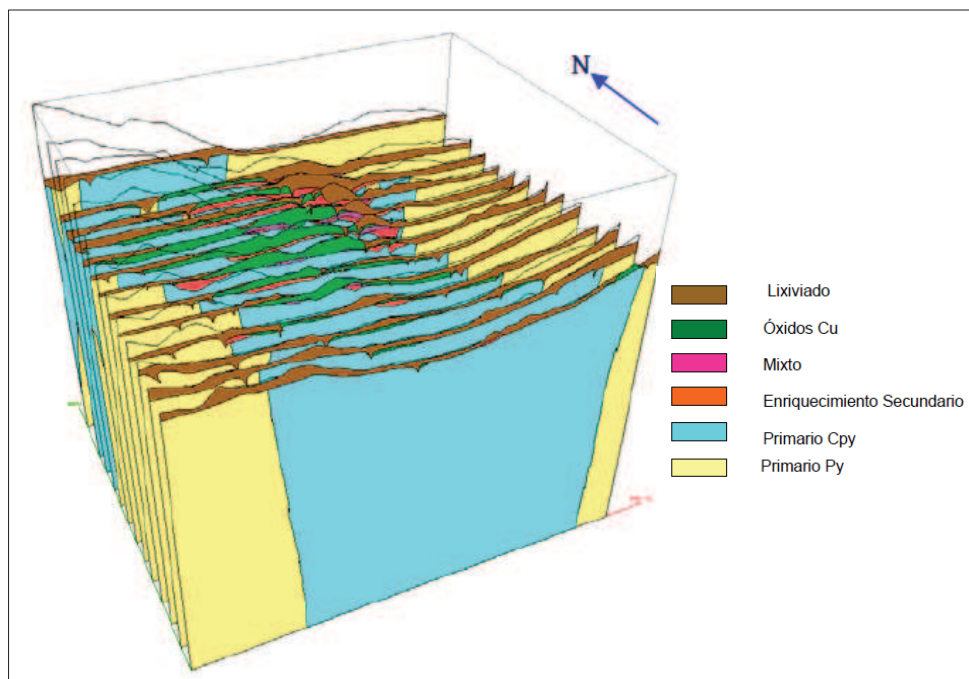 N
Lixiviado
Óxidos Cu
Mixto
Enriquecimiento Secundario
Primario Cpy
Primario Py